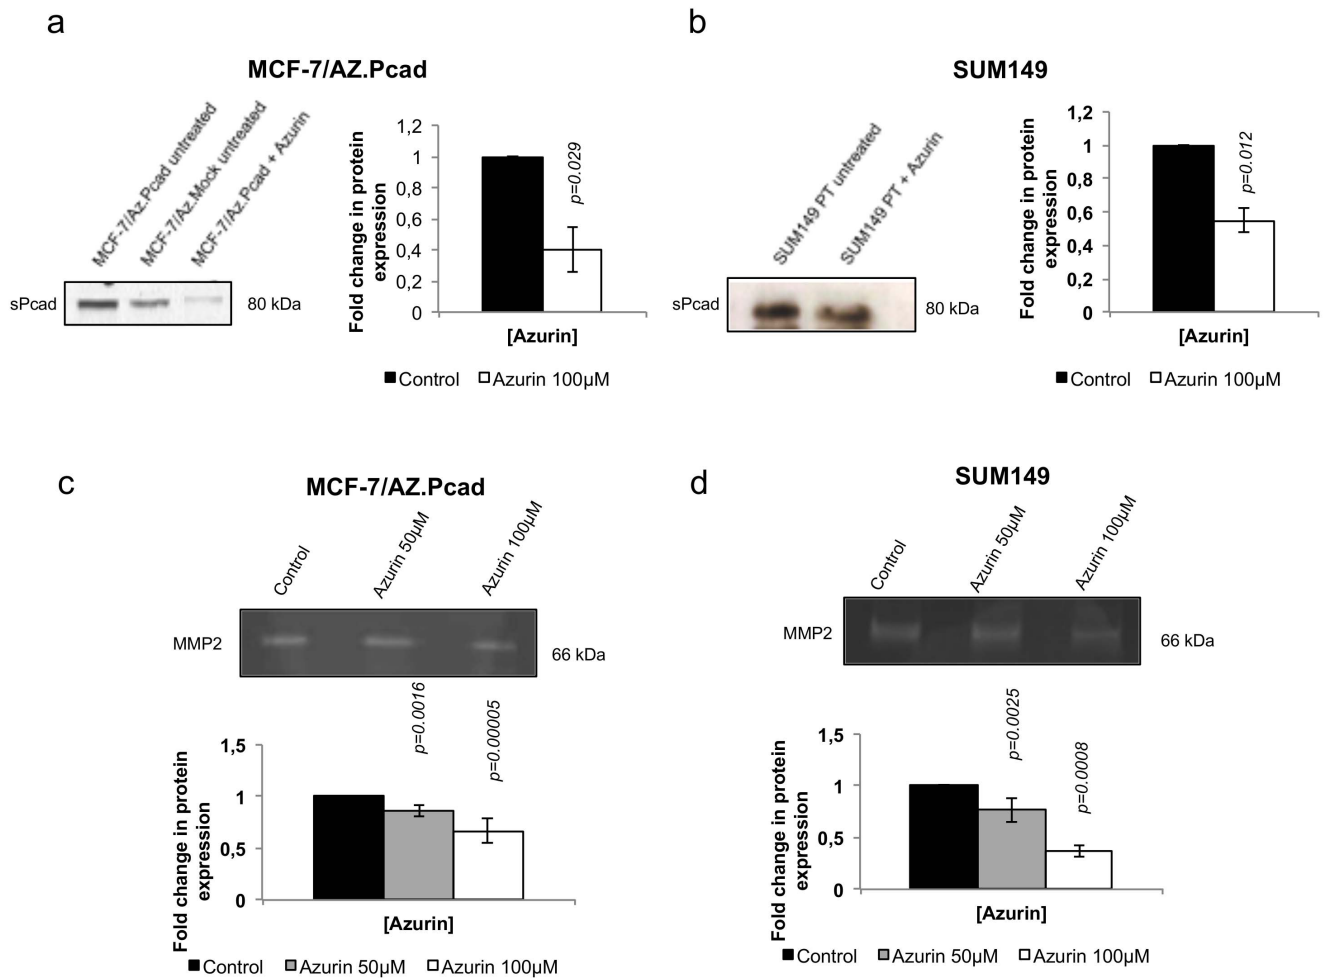 a
MCF-7/AZ.Pcad
MCF-7/Az.Pcad untreated
MCF-7/Az.Mock untreated
MCF-7/Az.Pcad + Azurin
sPcad
80 kDa
Fold change in protein
expression
1,2
1
0,8
0,6
0,4
0,2
0
p=0.029
[Azurin]
Control Azurin 100µM
b
SUM149
SUM149 PT untreated
SUM149 PT + Azurin
sPcad
80 kDa
Fold change in protein
expression
1,2
1
0,8
0,6
0,4
0,2
0
p=0.012
[Azurin]
Control Azurin 100µM
c
MCF-7/AZ.Pcad
Control
Azurin 50µM
Azurin 100µM
MMP2
66 kDa
Fold change in protein
expression
1,5
1
0,5
0
p=0.0016
p=0.00005
[Azurin]
Control Azurin 50µM Azurin 100µM
d
SUM149
Control
Azurin 50µM
Azurin 100µM
MMP2
66 kDa
Fold change in protein
expression
1,5
1
0,5
0
p=0.0025
p=0.0008
[Azurin]
Control Azurin 50µM Azurin 100µM